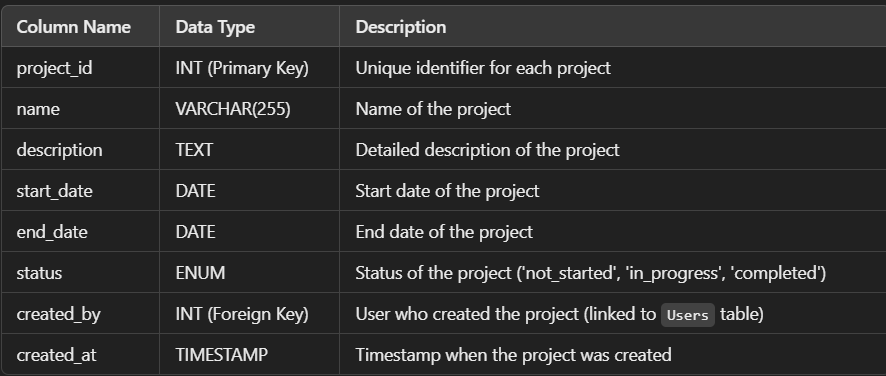 Column Name Data Type Description
project_id INT (Primary Key) Unique identifier for each project
name VARCHAR(255) Name of the project
description TEXT Detailed description of the project
start_date DATE Start date of the project
end_date DATE End date of the project
status ENUM Status of the project ('not_started', 'in_progress', 'completed')
created_by INT (Foreign Key) User who created the project (linked to Users table)
created_at TIMESTAMP Timestamp when the project was created